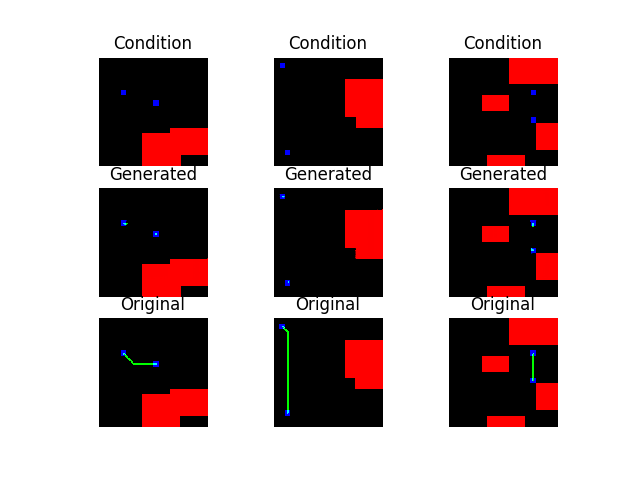 Condition Condition Condition
Generated Generated Generated
Original Original Original